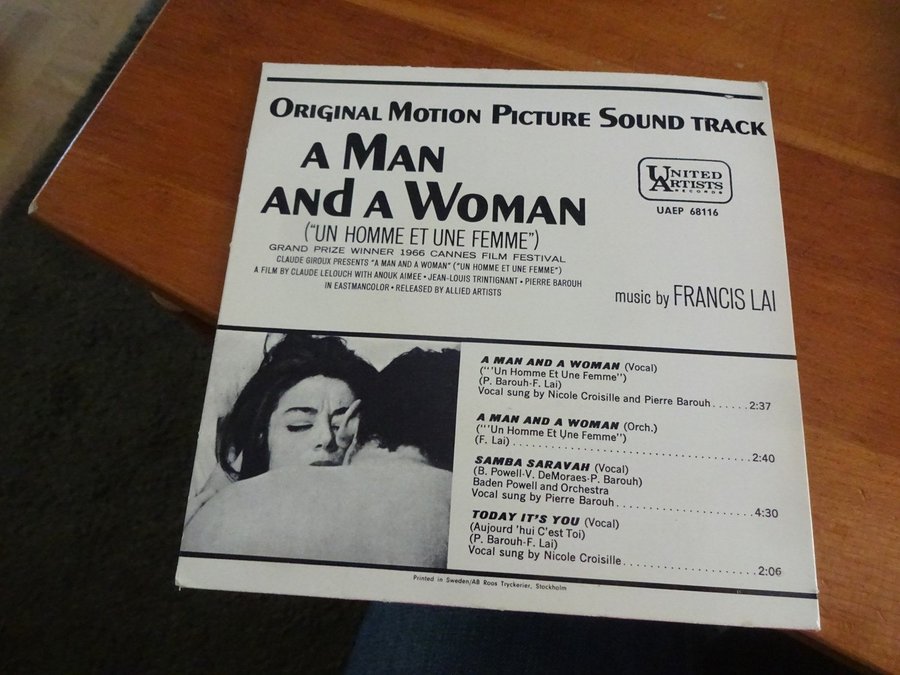 ORIGINAL MOTION PICTURE SOUND TRACK
A MAN
AND A WOMAN
("UN HOMME ET UNE FEMME")
GRAND PRIZE WINNER 1966 CANNES FILM FESTIVAL
CLAUDE GIROUX PRESENTS "A MAN AND A WOMAN" ("UN HOMME ET UNE FEMME")
A FILM BY CLAUDE LELOUCH WITH ANOUK AIMEE • JEAN-LOUIS TRINTIGNANT • PIERRE BAROUH
IN EASTMANCOLOR • RELEASED BY ALLIED ARTISTS
UNITED
ARTISTS
RECORDS
UAEP 68116
music by FRANCIS LAI
A MAN AND A WOMAN (Vocal)
("''Un Homme Et Une Femme'')
(P. Barouh-F. Lai)
Vocal sung by Nicole Croisille and Pierre Barouh......2:37
A MAN AND A WOMAN (Orch.)
("''Un Homme Et Une Femme'')
(F. Lai)..............................2:40
SAMBA SARAVAH (Vocal)
(B. Powell-V. DeMoraes-P. Barouh)
Baden Powell and Orchestra
Vocal sung by Pierre Barouh..................4:30
TODAY IT'S YOU (Vocal)
(Aujourd 'hui C'est Toi)
(P. Barouh-F. Lai)
Vocal sung by Nicole Croisille..................2:06
Printed in Sweden/AB Roos Tryckerier, Stockholm